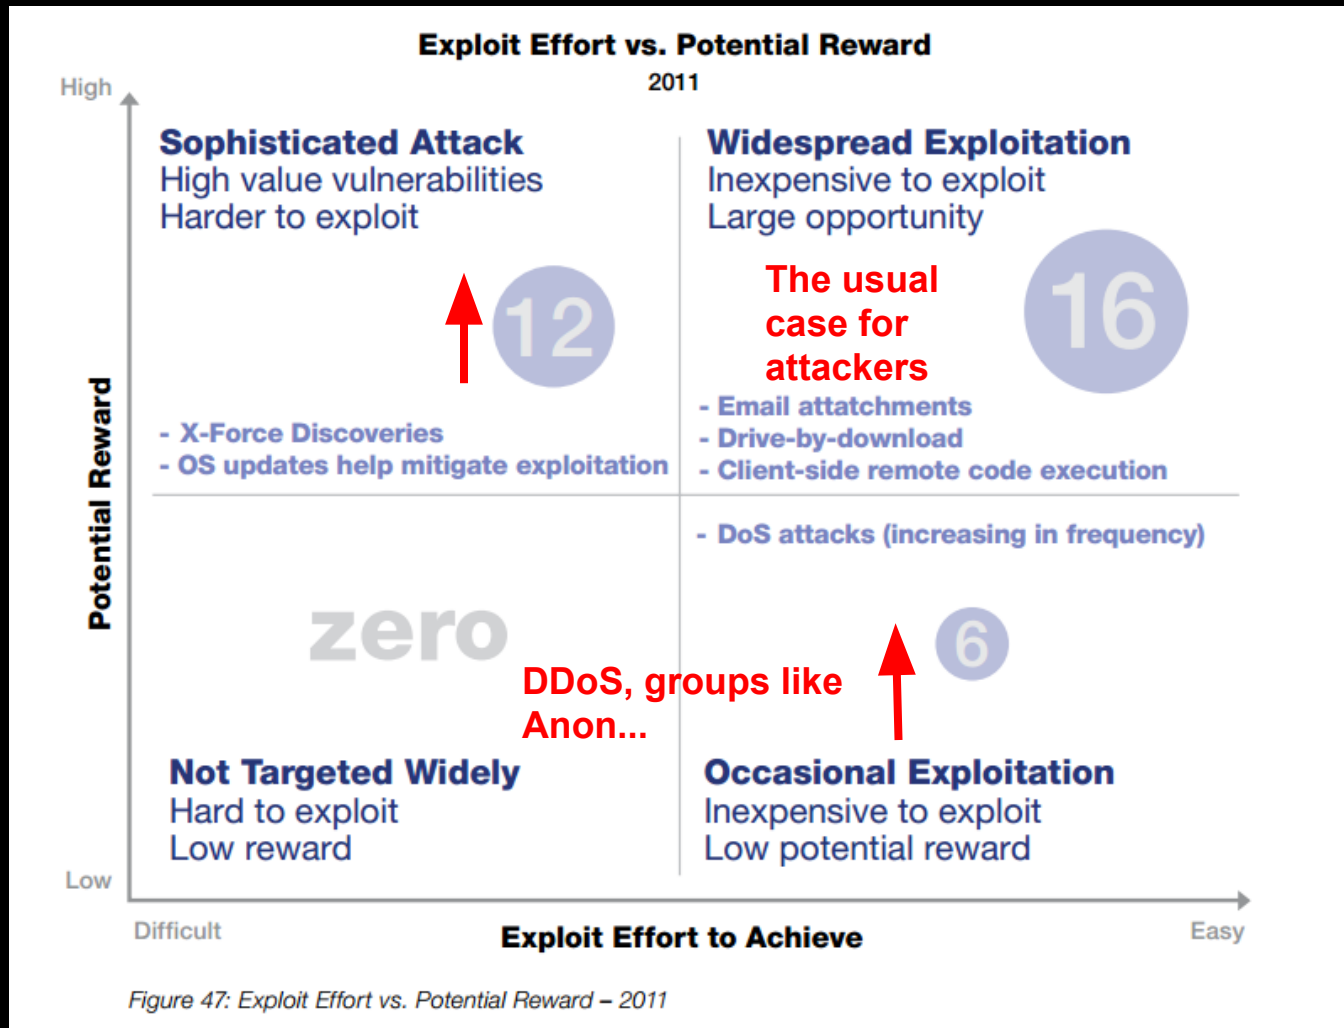 Exploit Effort vs. Potential Reward
2011
High
Sophisticated Attack
High value vulnerabilities
Harder to exploit
12
- X-Force Discoveries
- OS updates help mitigate exploitation
Widespread Exploitation
Inexpensive to exploit
Large opportunity
The usual
case for
attackers
16
- Email attatchments
- Drive-by-download
- Client-side remote code execution
Potential Reward
zero
DDoS, groups like
Anon...
Not Targeted Widely
Hard to exploit
Low reward
- DoS attacks (increasing in frequency)
6
Occasional Exploitation
Inexpensive to exploit
Low potential reward
Low
Difficult
Exploit Effort to Achieve
Easy
Figure 47: Exploit Effort vs. Potential Reward – 2011